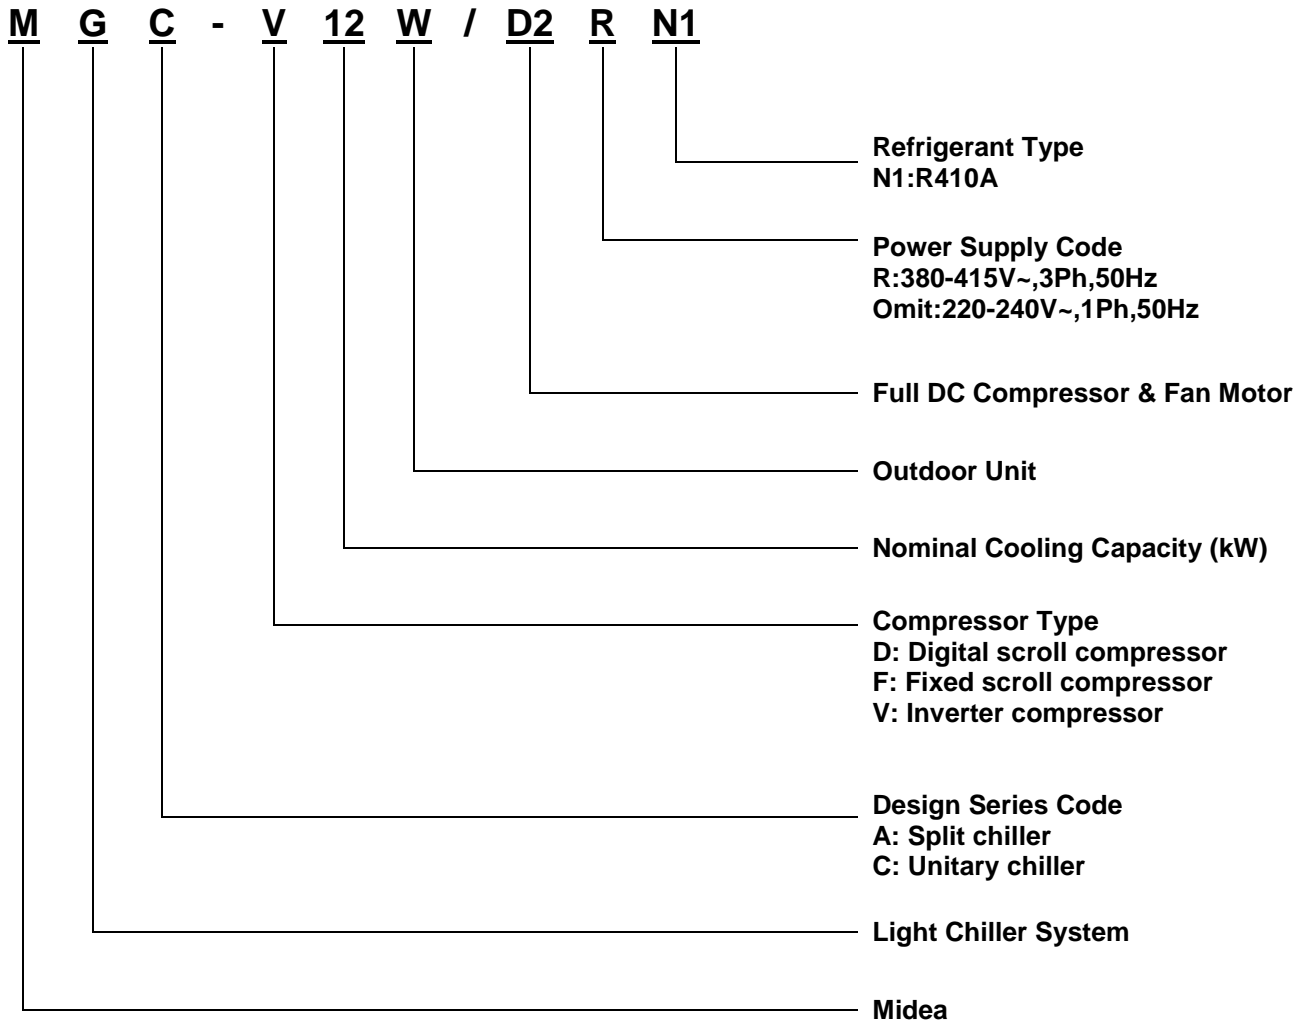 M G C - V 12 W / D2 R N1
Refrigerant Type
N1:R410A
Power Supply Code
R:380-415V~,3Ph,50Hz
Omit:220-240V~,1Ph,50Hz
Full DC Compressor & Fan Motor
Outdoor Unit
Nominal Cooling Capacity (kW)
Compressor Type
D: Digital scroll compressor
F: Fixed scroll compressor
V: Inverter compressor
Design Series Code
A: Split chiller
C: Unitary chiller
Light Chiller System
Midea